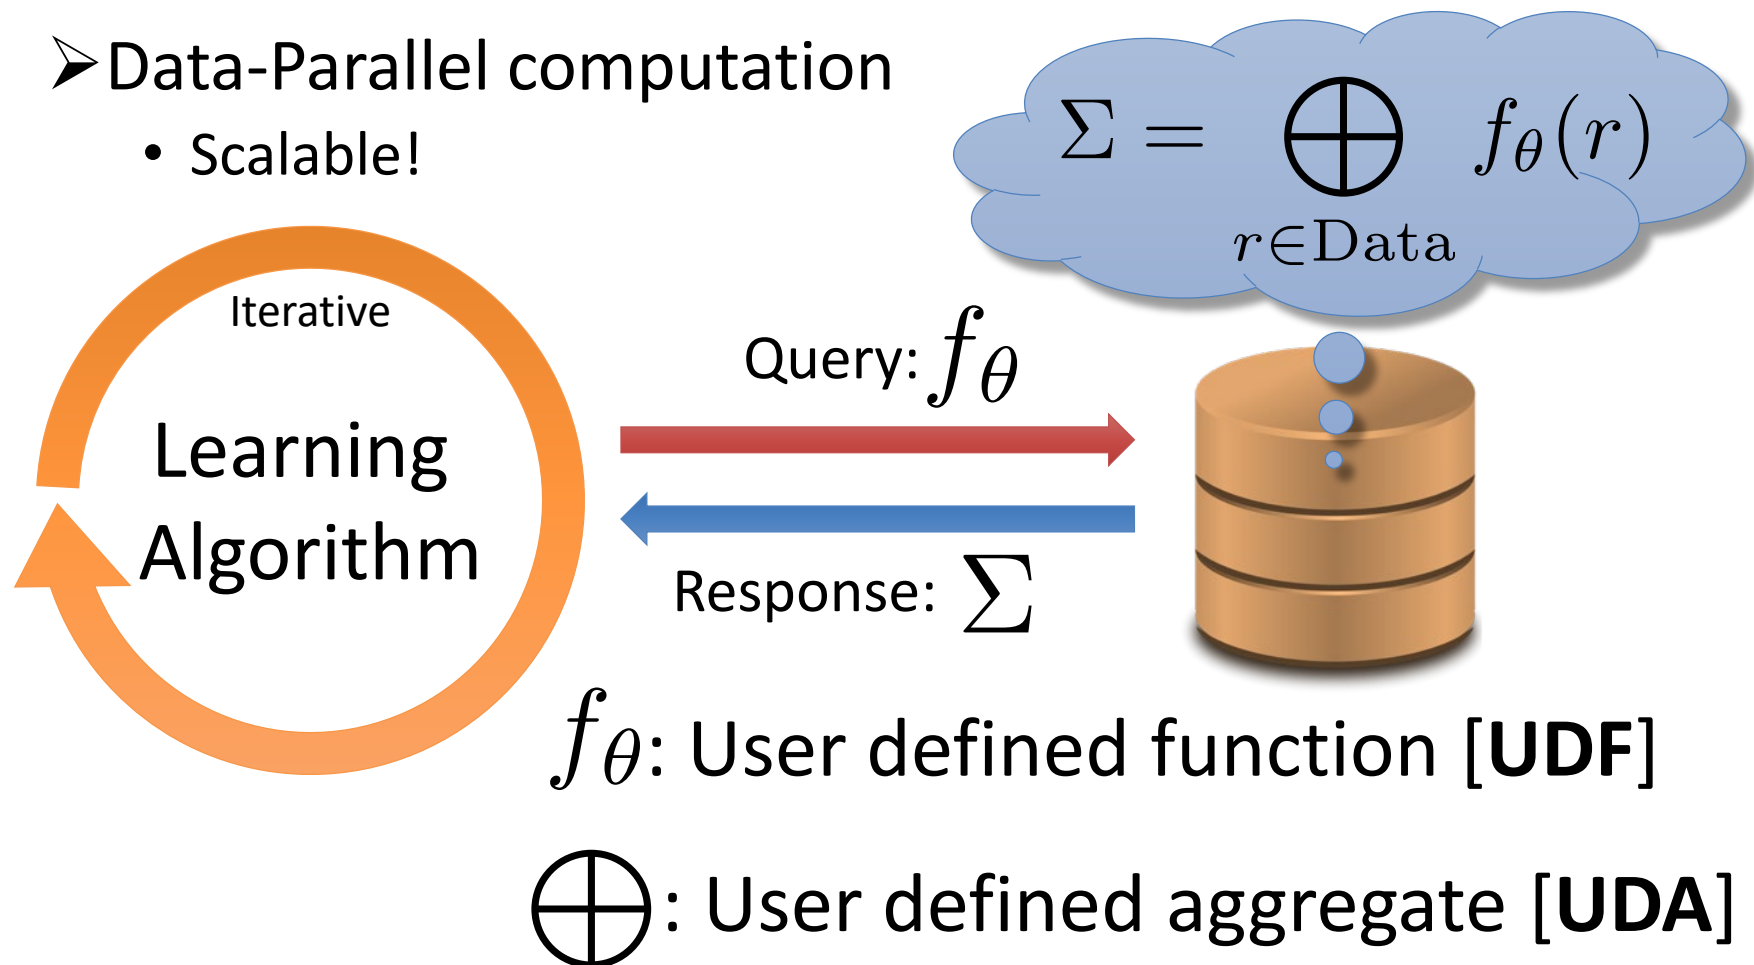 ➢Data-Parallel computation
• Scalable!
Σ = ⨁ f_θ(r)
r∈Data
Iterative
Learning
Algorithm
Query: f_θ
Response: Σ
f_θ: User defined function [UDF]
⨁: User defined aggregate [UDA]